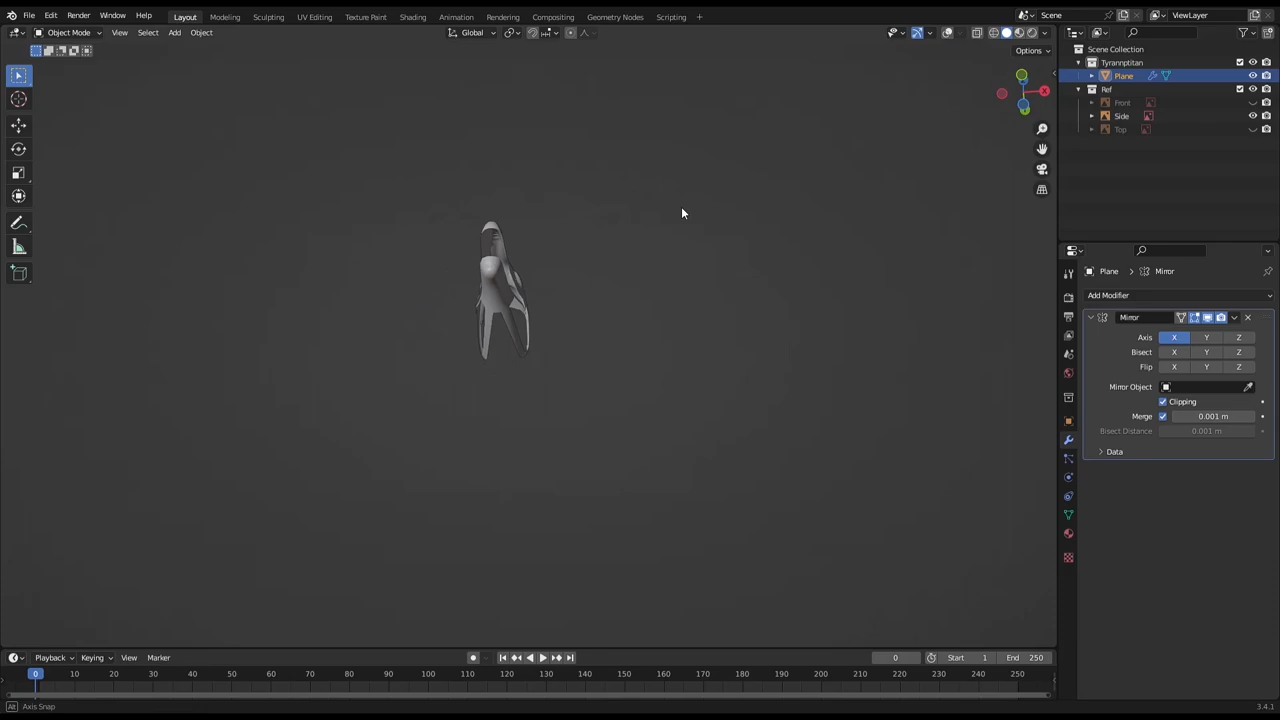 File Edit Render Window Help Layout Modeling Sculpting UV Editing Texture Paint Shading Animation Rendering Compositing Geometry Nodes Scripting + Scene ViewLayer
Object Mode View Select Add Object Global
Options
X
Scene Collection
Tyrannptitan
Plane
Ref
Front
Side
Top
Plane > Mirror
Add Modifier
Mirror
Axis X Y Z
Bisect X Y Z
Flip X Y Z
Mirror Object
Clipping
Merge 0.001 m
Bisect Distance 0.001 m
Data
Playback Keying View Marker 0 Start 1 End 250
0 10 20 30 40 50 60 70 80 90 100 110 120 130 140 150 160 170 180 190 200 210 220 230 240 250
Alt Axis Snap 3.4.1